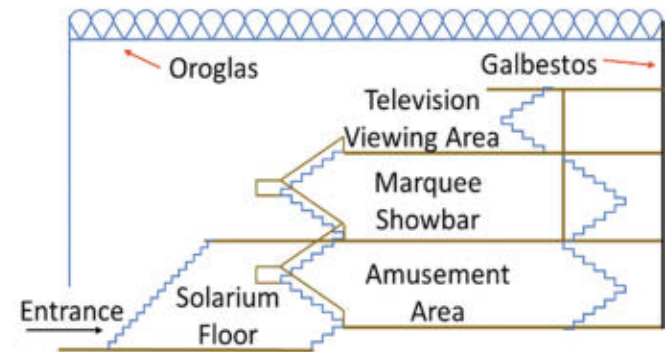 Oroglas
Galbestos
Television
Viewing Area
Marquee
Showbar
Amusement
Area
Entrance
Solarium
Floor